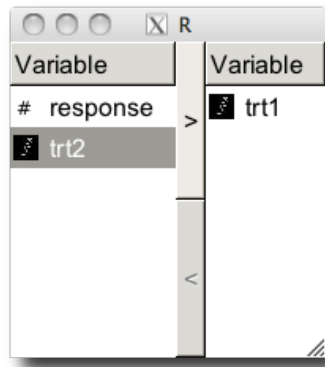 X R
Variable
# response
trt2
>
<
Variable
trt1